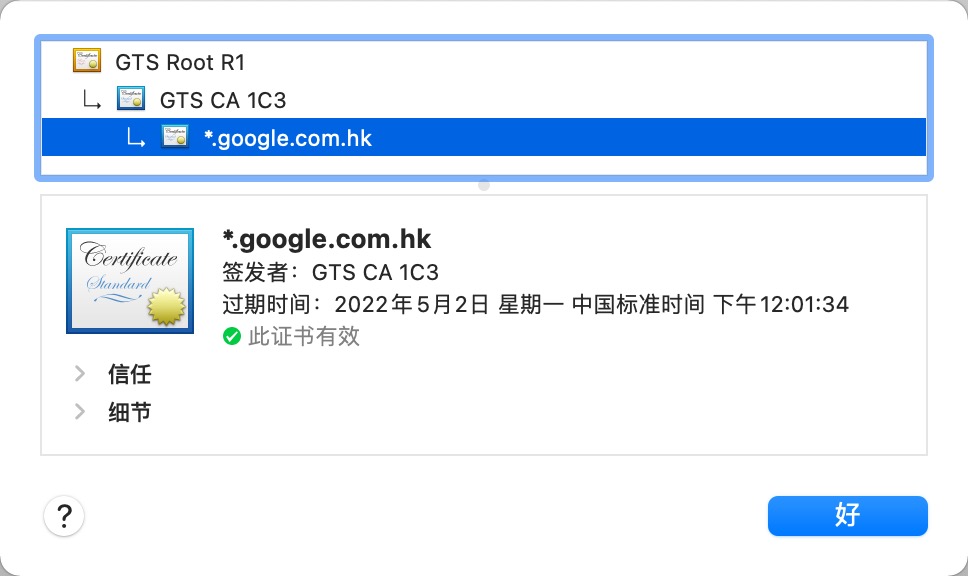 GTS Root R1
GTS CA 1C3
*.google.com.hk
Certificate
Standard
*.google.com.hk
签发者：GTS CA 1C3
过期时间：2022年5月2日 星期一 中国标准时间 下午12:01:34
此证书有效
信任
细节
?
好